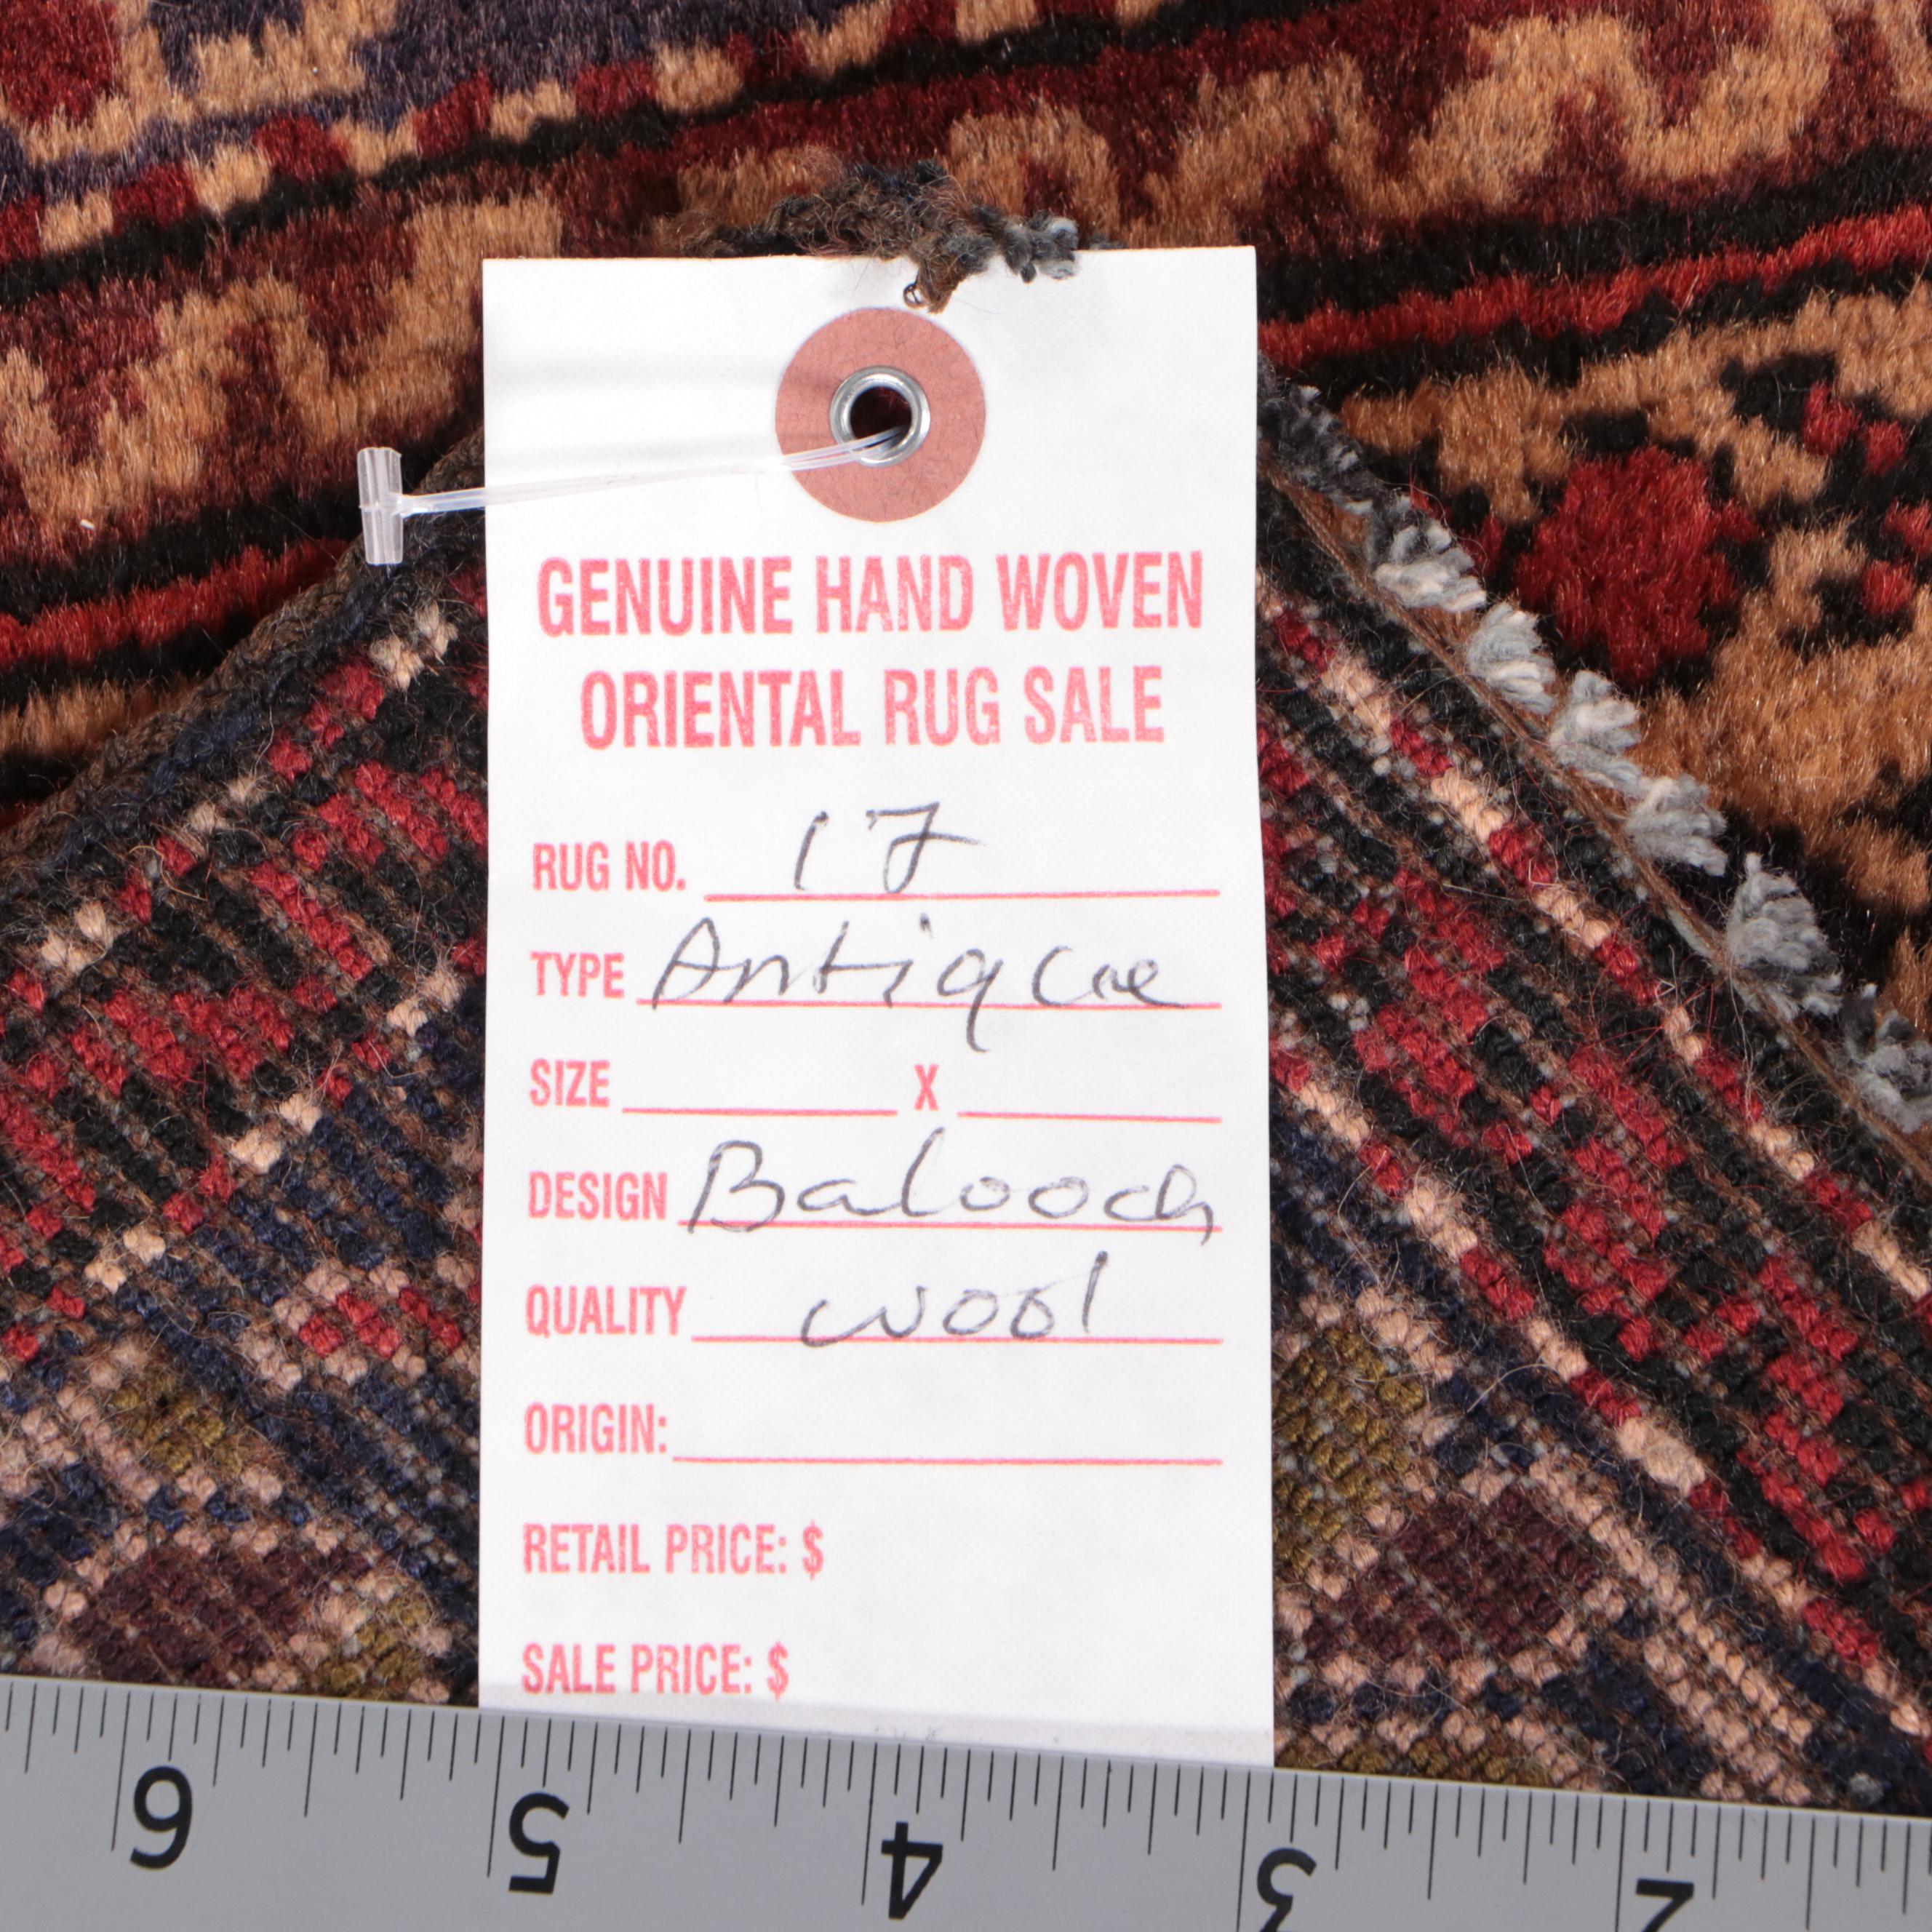 GENUINE HAND WOVEN
ORIENTAL RUG SALE
RUG NO. 17
TYPE Antique
SIZE X
DESIGN Balooch
QUALITY wool
ORIGIN:
RETAIL PRICE: $
SALE PRICE: $
6 5 4 3 2